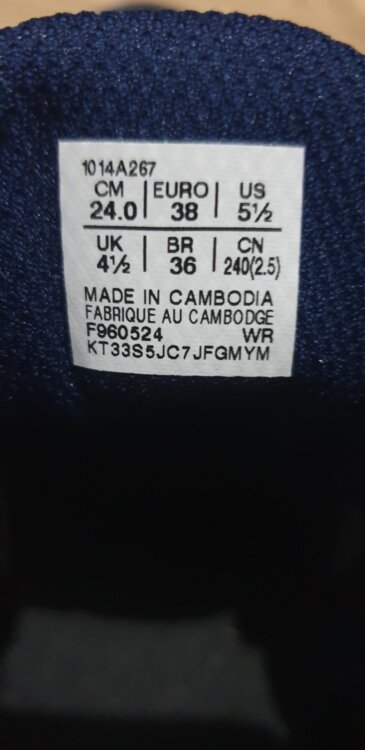 1014A267
CM | EURO | US
24.0 | 38 | 5½
UK | BR | CN
4½ | 36 | 240(2.5)
MADE IN CAMBODIA
FABRIQUE AU CAMBODGE
F960524 WR
KT33S5JC7JFGMYM